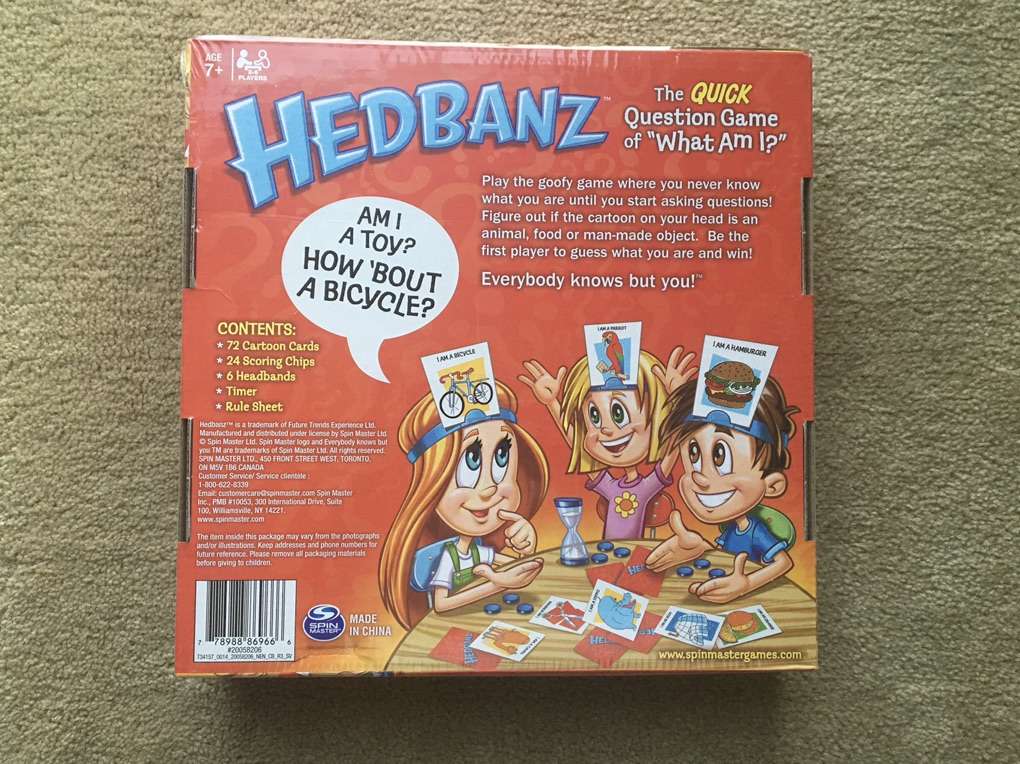 AGE
7+
2-6
PLAYERS
HEDBANZ™
The QUICK
Question Game
of "What Am I?"
Play the goofy game where you never know
what you are until you start asking questions!
Figure out if the cartoon on your head is an
animal, food or man-made object. Be the
first player to guess what you are and win!
Everybody knows but you!™
AM I
A TOY?
HOW 'BOUT
A BICYCLE?
CONTENTS:
* 72 Cartoon Cards
* 24 Scoring Chips
* 6 Headbands
* Timer
* Rule Sheet
I AM A BICYCLE
I AM A PARROT
I AM A HAMBURGER
Hedbanz™ is a trademark of Future Trends Experience Ltd.
Manufactured and distributed under license by Spin Master Ltd.
© Spin Master Ltd. Spin Master logo and Everybody knows but
you TM are trademarks of Spin Master Ltd. All rights reserved.
SPIN MASTER LTD., 450 FRONT STREET WEST, TORONTO,
ON M5V 1B6 CANADA
Customer Service/ Service clientèle :
1-800-622-8339
Email: customercare@spinmaster.com Spin Master
Inc., PMB #10053, 300 International Drive, Suite
100, Williamsville, NY 14221.
www.spinmaster.com
The item inside this package may vary from the photographs
and/or illustrations. Keep addresses and phone numbers for
future reference. Please remove all packaging materials
before giving to children.
7 78988 86966 6
#20058206
734157_0014_20058206_NEN_CB_R3_SV
SPIN
MASTER
MADE
IN CHINA
www.spinmastergames.com